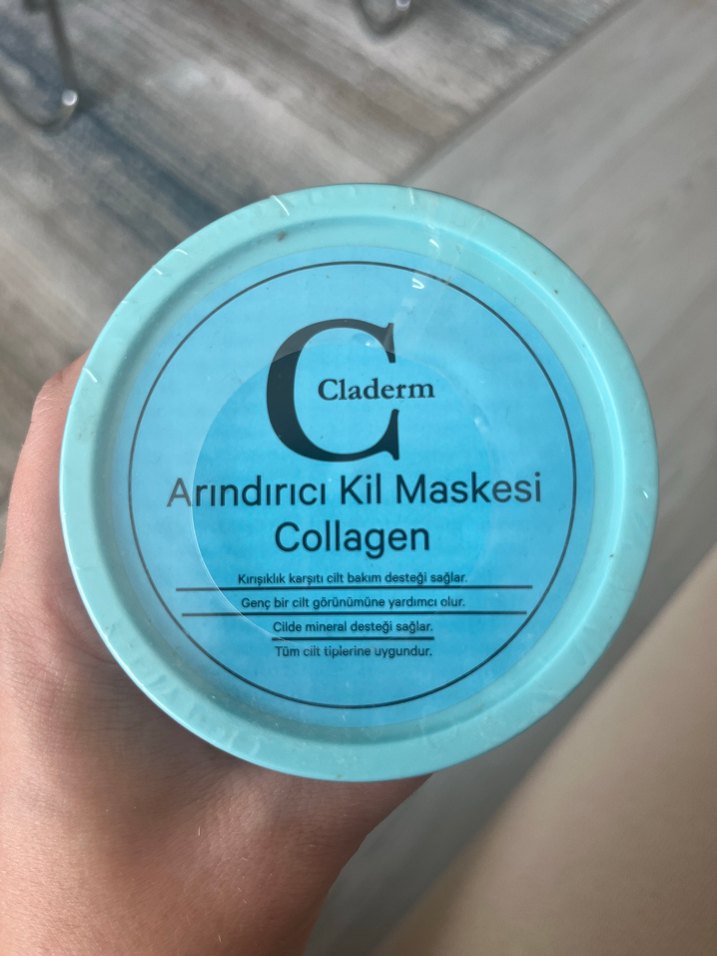 C
Claderm
Arındırıcı Kil Maskesi
Collagen
Kırışıklık karşıtı cilt bakım desteği sağlar.
Genç bir cilt görünümüne yardımcı olur.
Cilde mineral desteği sağlar.
Tüm cilt tiplerine uygundur.